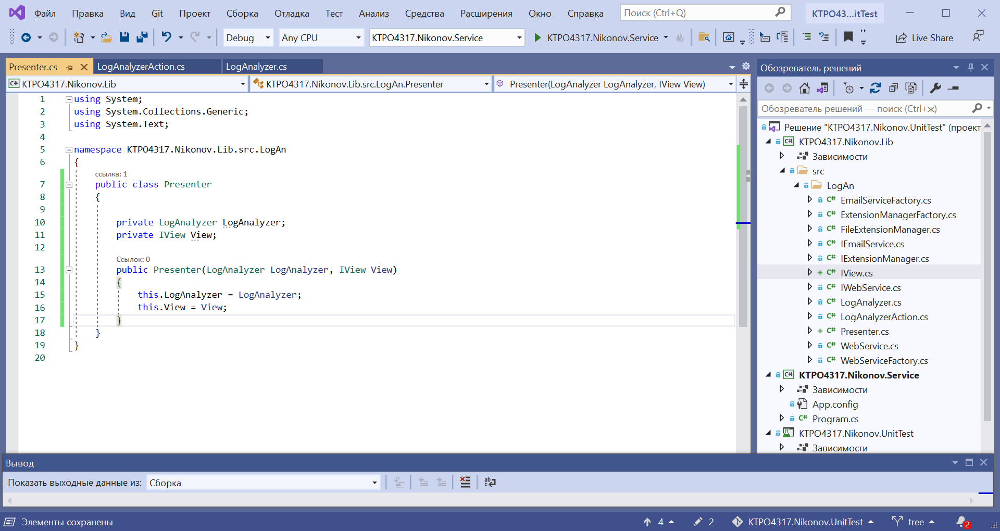 Файл Правка Вид Git Проект Сборка Отладка Тест Анализ Средства Расширения Окно Справка Поиск (Ctrl+Q) КТРО43...itTest
Debug Any CPU KTPO4317.Nikonov.Service KTPO4317.Nikonov.Service Live Share
Presenter.cs LogAnalyzerAction.cs LogAnalyzer.cs
KTPO4317.Nikonov.Lib KTPO4317.Nikonov.Lib.src.LogAn.Presenter Presenter(LogAnalyzer LogAnalyzer, IView View)
1 using System;
2 using System.Collections.Generic;
3 using System.Text;
4
5 namespace KTPO4317.Nikonov.Lib.src.LogAn
6 {
ссылка: 1
7 public class Presenter
8 {
9
10 private LogAnalyzer LogAnalyzer;
11 private IView View;
12
Ссылок: 0
13 public Presenter(LogAnalyzer LogAnalyzer, IView View)
14 {
15 this.LogAnalyzer = LogAnalyzer;
16 this.View = View;
17 }
18 }
19 }
20
Обозреватель решений
Обозреватель решений — поиск (Ctrl+ж)
Решение "KTPO4317.Nikonov.UnitTest" (проект
C# KTPO4317.Nikonov.Lib
Зависимости
src
LogAn
C# EmailServiceFactory.cs
C# ExtensionManagerFactory.cs
C# FileExtensionManager.cs
C# IEmailService.cs
C# IExtensionManager.cs
C# IView.cs
C# IWebService.cs
C# LogAnalyzer.cs
C# LogAnalyzerAction.cs
C# Presenter.cs
C# WebService.cs
C# WebServiceFactory.cs
C# KTPO4317.Nikonov.Service
Зависимости
App.config
C# Program.cs
KTPO4317.Nikonov.UnitTest
Зависимости
Вывод
Показать выходные данные из: Сборка
Элементы сохранены 4 2 KTPO4317.Nikonov.UnitTest tree 2